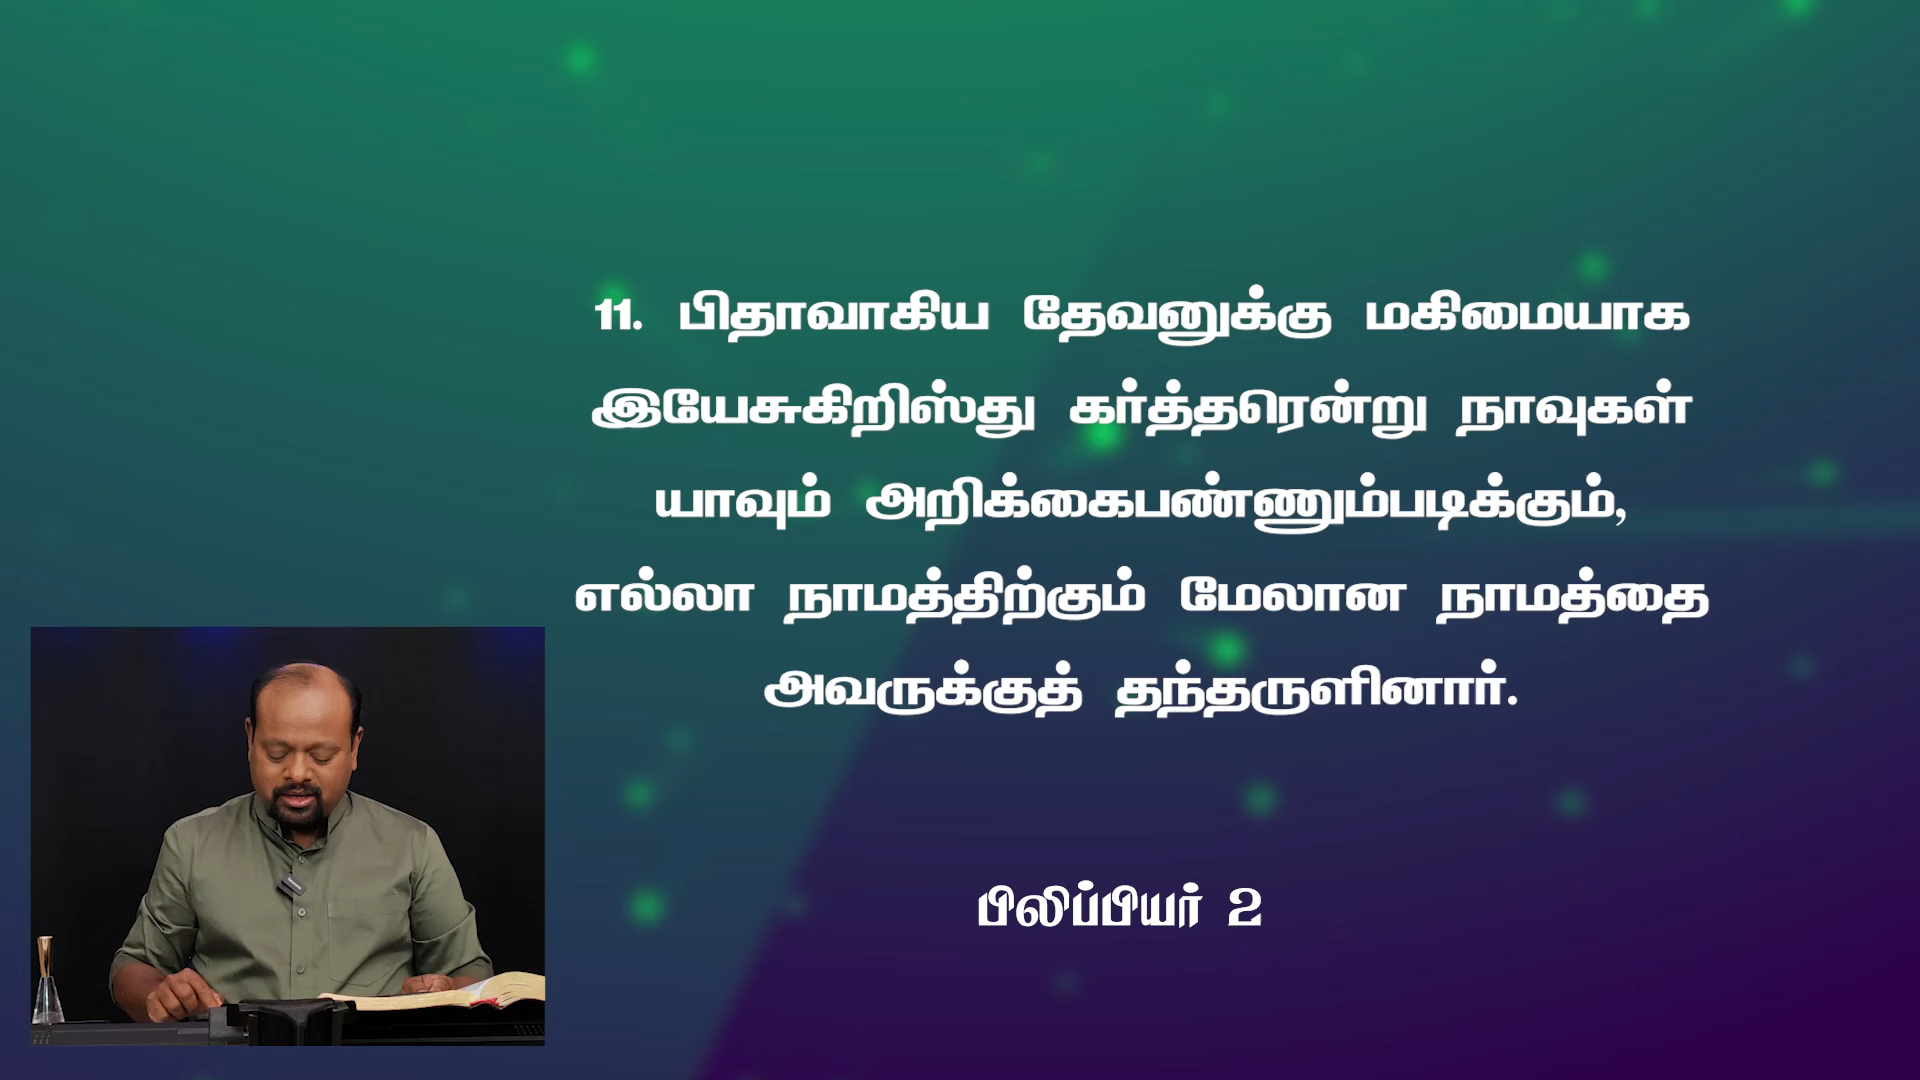 11. பிதாவாகிய தேவனுக்கு மகிமையாக
இயேசுகிறிஸ்து கர்த்தரென்று நாவுகள்
யாவும் அறிக்கைபண்ணும்படிக்கும்,
எல்லா நாமத்திற்கும் மேலான நாமத்தை
அவருக்குத் தந்தருளினார்.
பிலிப்பியர் 2